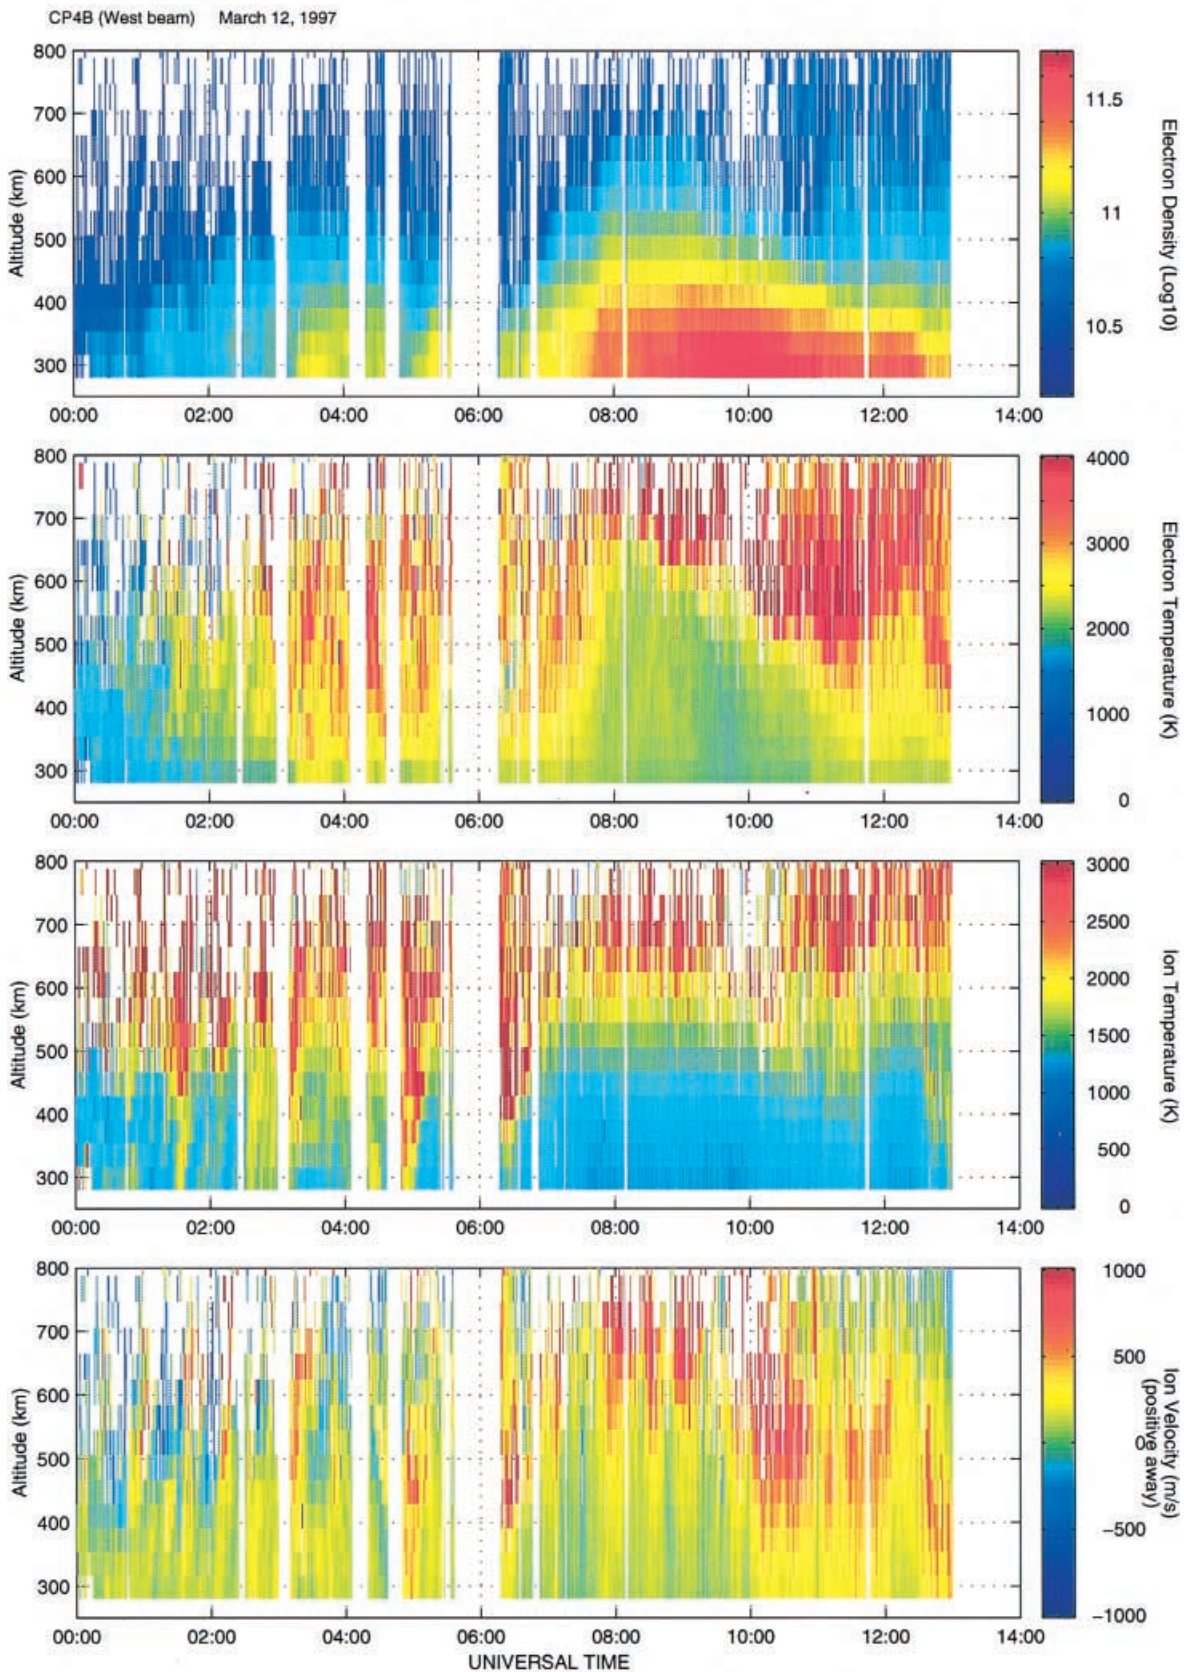 CP4B (West beam) March 12, 1997
800
700
600
500
400
300
Altitude (km)
00:00 02:00 04:00 06:00 08:00 10:00 12:00 14:00
11.5
11
10.5
Electron Density (Log10)
800
700
600
500
400
300
Altitude (km)
00:00 02:00 04:00 06:00 08:00 10:00 12:00 14:00
4000
3000
2000
1000
0
Electron Temperature (K)
800
700
600
500
400
300
Altitude (km)
00:00 02:00 04:00 06:00 08:00 10:00 12:00 14:00
3000
2500
2000
1500
1000
500
0
Ion Temperature (K)
800
700
600
500
400
300
Altitude (km)
00:00 02:00 04:00 06:00 08:00 10:00 12:00 14:00
UNIVERSAL TIME
1000
500
0
−500
−1000
Ion Velocity (m/s)
(positive away)